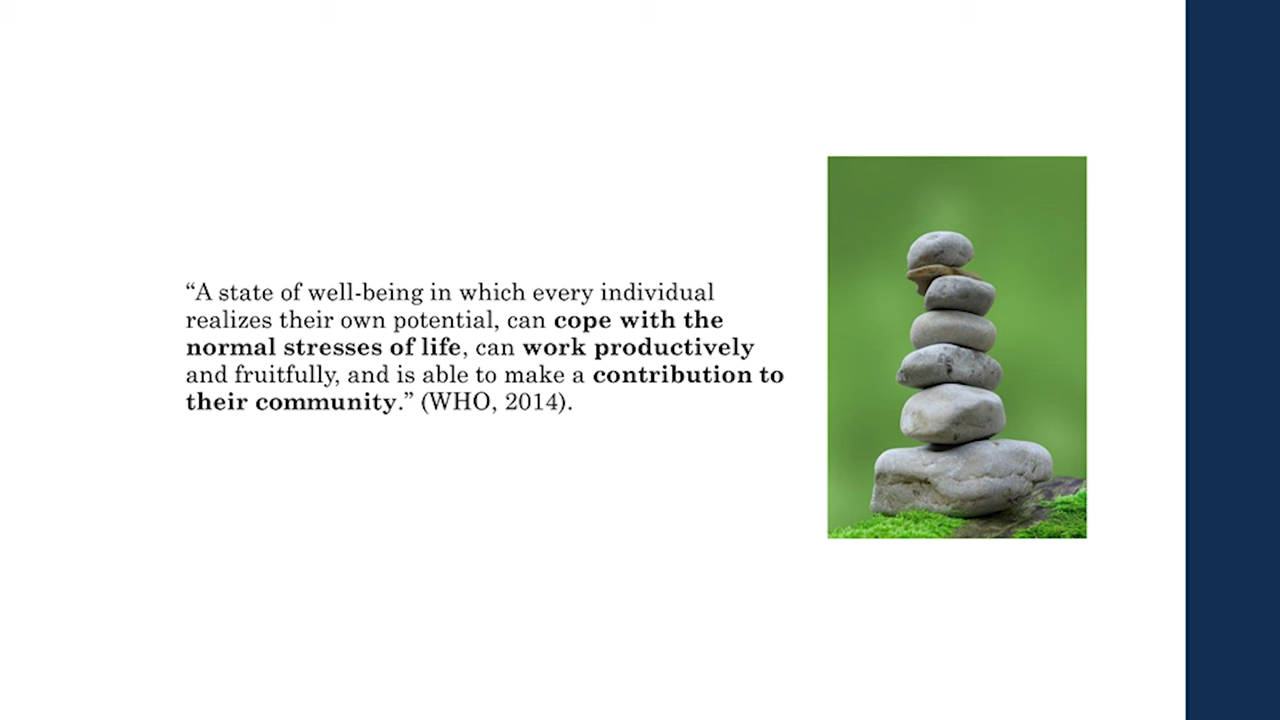 “A state of well-being in which every individual
realizes their own potential, can cope with the
normal stresses of life, can work productively
and fruitfully, and is able to make a contribution to
their community.” (WHO, 2014).